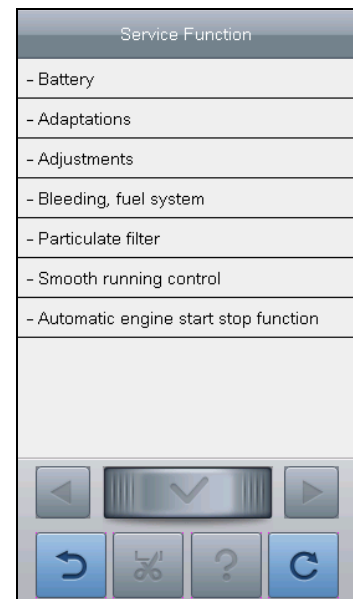 Service Function
– Battery
– Adaptations
– Adjustments
– Bleeding, fuel system
– Particulate filter
– Smooth running control
– Automatic engine start stop function
?